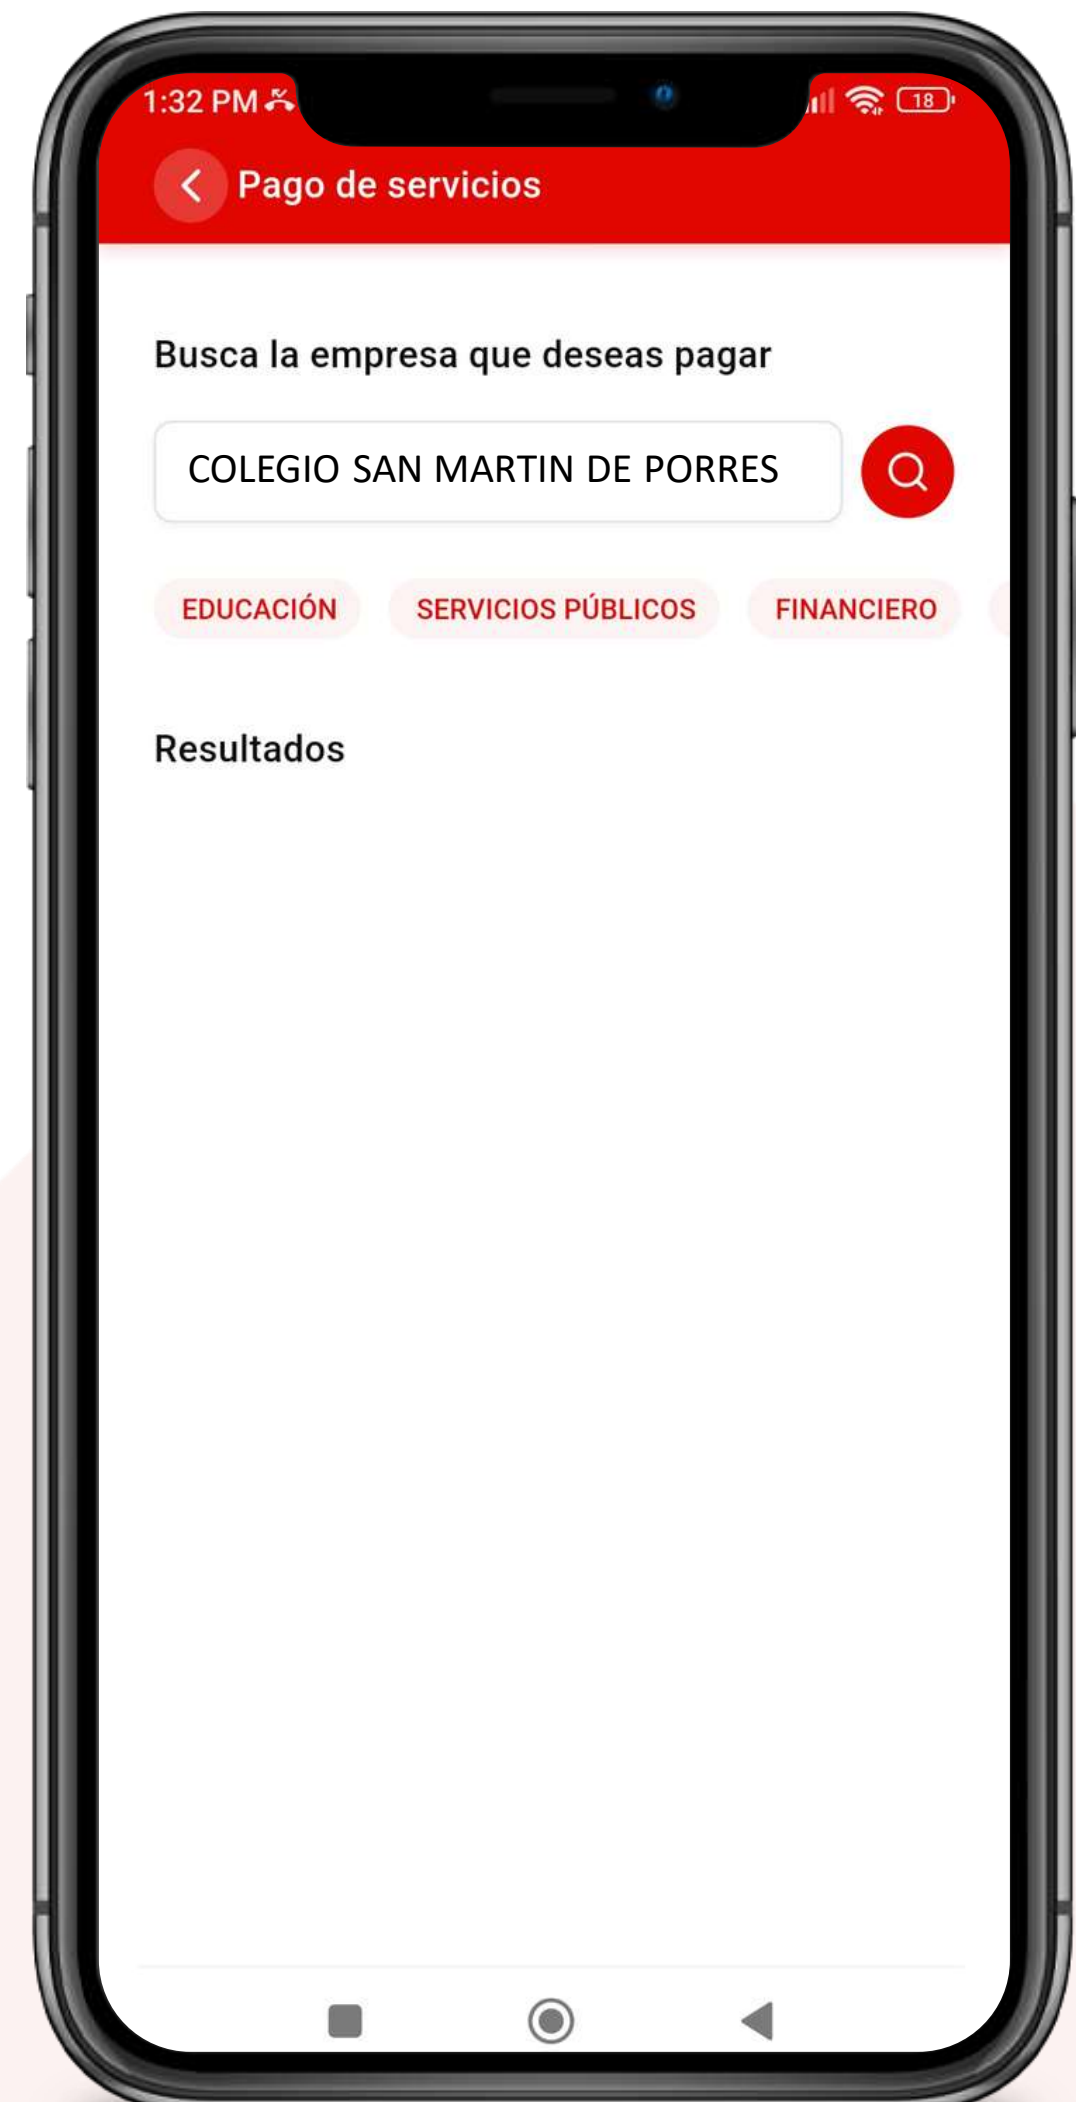 1:32 PM
18
Pago de servicios
Busca la empresa que deseas pagar
COLEGIO SAN MARTIN DE PORRES
EDUCACIÓN SERVICIOS PÚBLICOS FINANCIERO
Resultados